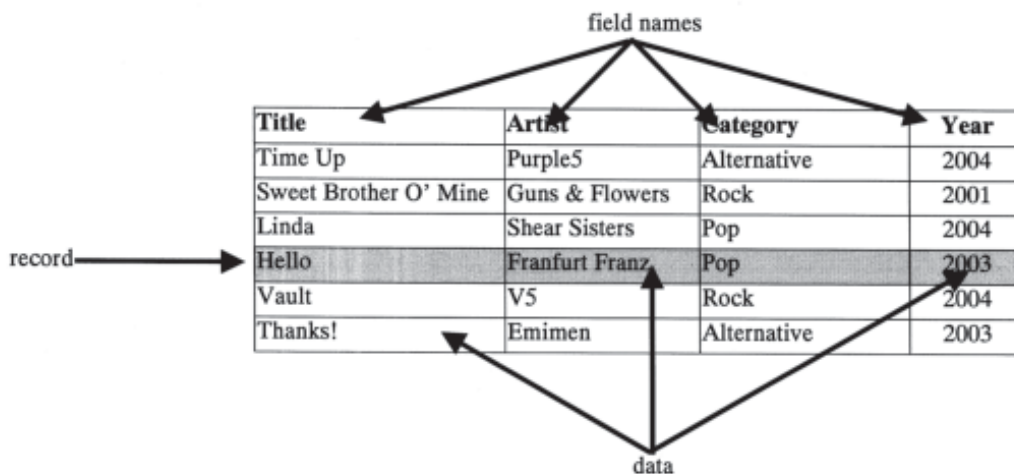 field names
Title Artist Category Year
Time Up Purple5 Alternative 2004
Sweet Brother O' Mine Guns & Flowers Rock 2001
Linda Shear Sisters Pop 2004
record Hello Franfurt Franz Pop 2003
Vault V5 Rock 2004
Thanks! Emimen Alternative 2003
data